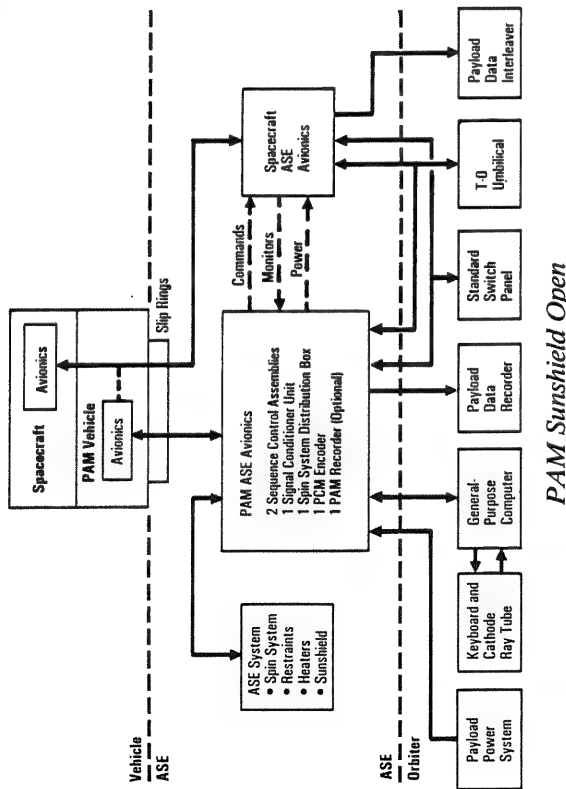 Vehicle
ASE
Spacecraft
Avionics
PAM Vehicle
Avionics
Slip Rings
ASE System
• Spin System
• Restraints
• Heaters
• Sunshield
PAM ASE Avionics
2 Sequence Control Assemblies
1 Signal Conditioner Unit
1 Spin System Distribution Box
1 PCM Encoder
1 PAM Recorder (Optional)
Commands
Monitors
Power
Spacecraft
ASE
Avionics
ASE
Orbiter
Payload
Power
System
Keyboard and
Cathode
Ray Tube
General-
Purpose
Computer
Payload
Data
Recorder
Standard
Switch
Panel
T-O
Umbilical
Payload
Data
Interleaver
PAM Sunshield Open